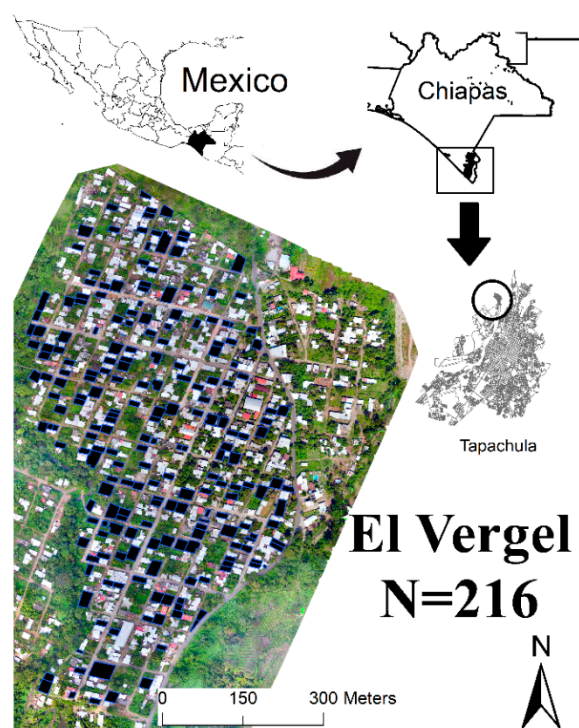 Mexico
Chiapas
Tapachula
El Vergel
N=216
N
0 150 300 Meters